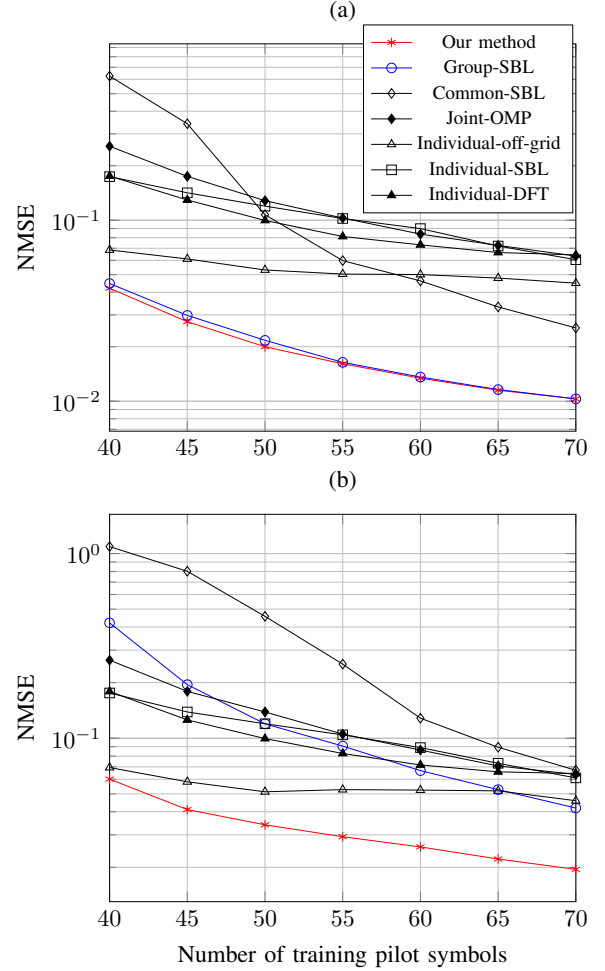 (a)
Our method
Group-SBL
Common-SBL
Joint-OMP
Individual-off-grid
Individual-SBL
Individual-DFT
NMSE
10⁻¹
10⁻²
40 45 50 55 60 65 70
(b)
NMSE
10⁰
10⁻¹
40 45 50 55 60 65 70
Number of training pilot symbols